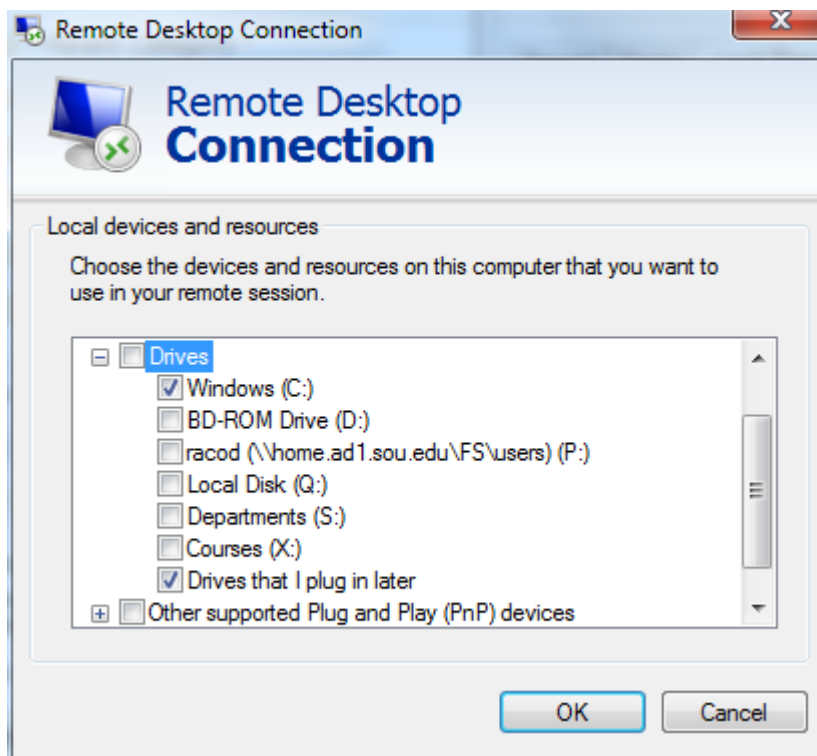 Remote Desktop Connection
Remote Desktop
Connection
Local devices and resources
Choose the devices and resources on this computer that you want to
use in your remote session.
Drives
Windows (C:)
BD-ROM Drive (D:)
racod (\\home.ad1.sou.edu\FS\users) (P:)
Local Disk (Q:)
Departments (S:)
Courses (X:)
Drives that I plug in later
Other supported Plug and Play (PnP) devices
OK
Cancel